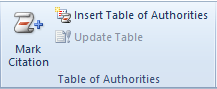 Insert Table of Authorities
Update Table
Mark
Citation
Table of Authorities